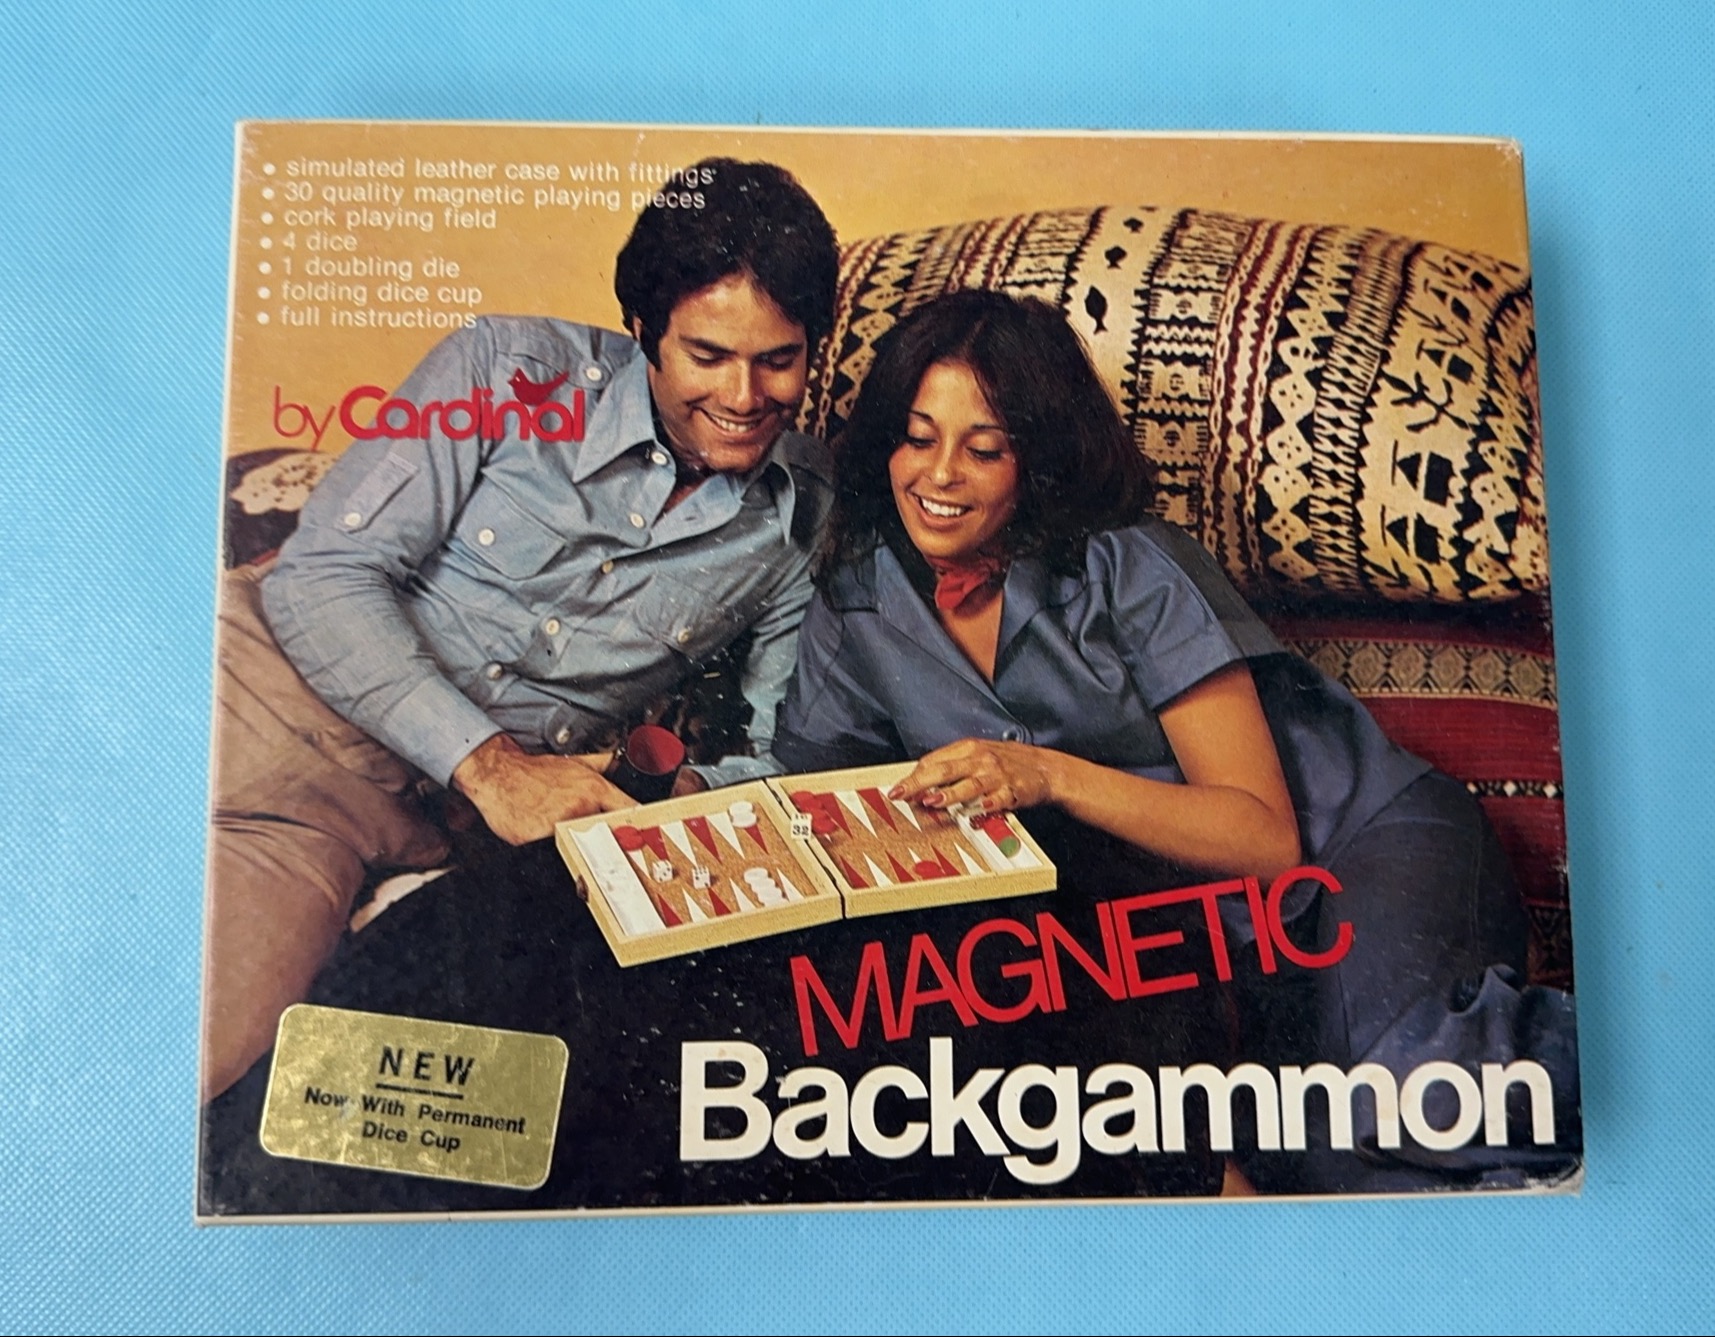 • simulated leather case with fittings
• 30 quality magnetic playing pieces
• cork playing field
• 4 dice
• 1 doubling die
• folding dice cup
• full instructions
by Cardinal
32
MAGNETIC
Backgammon
NEW
Now With Permanent
Dice Cup